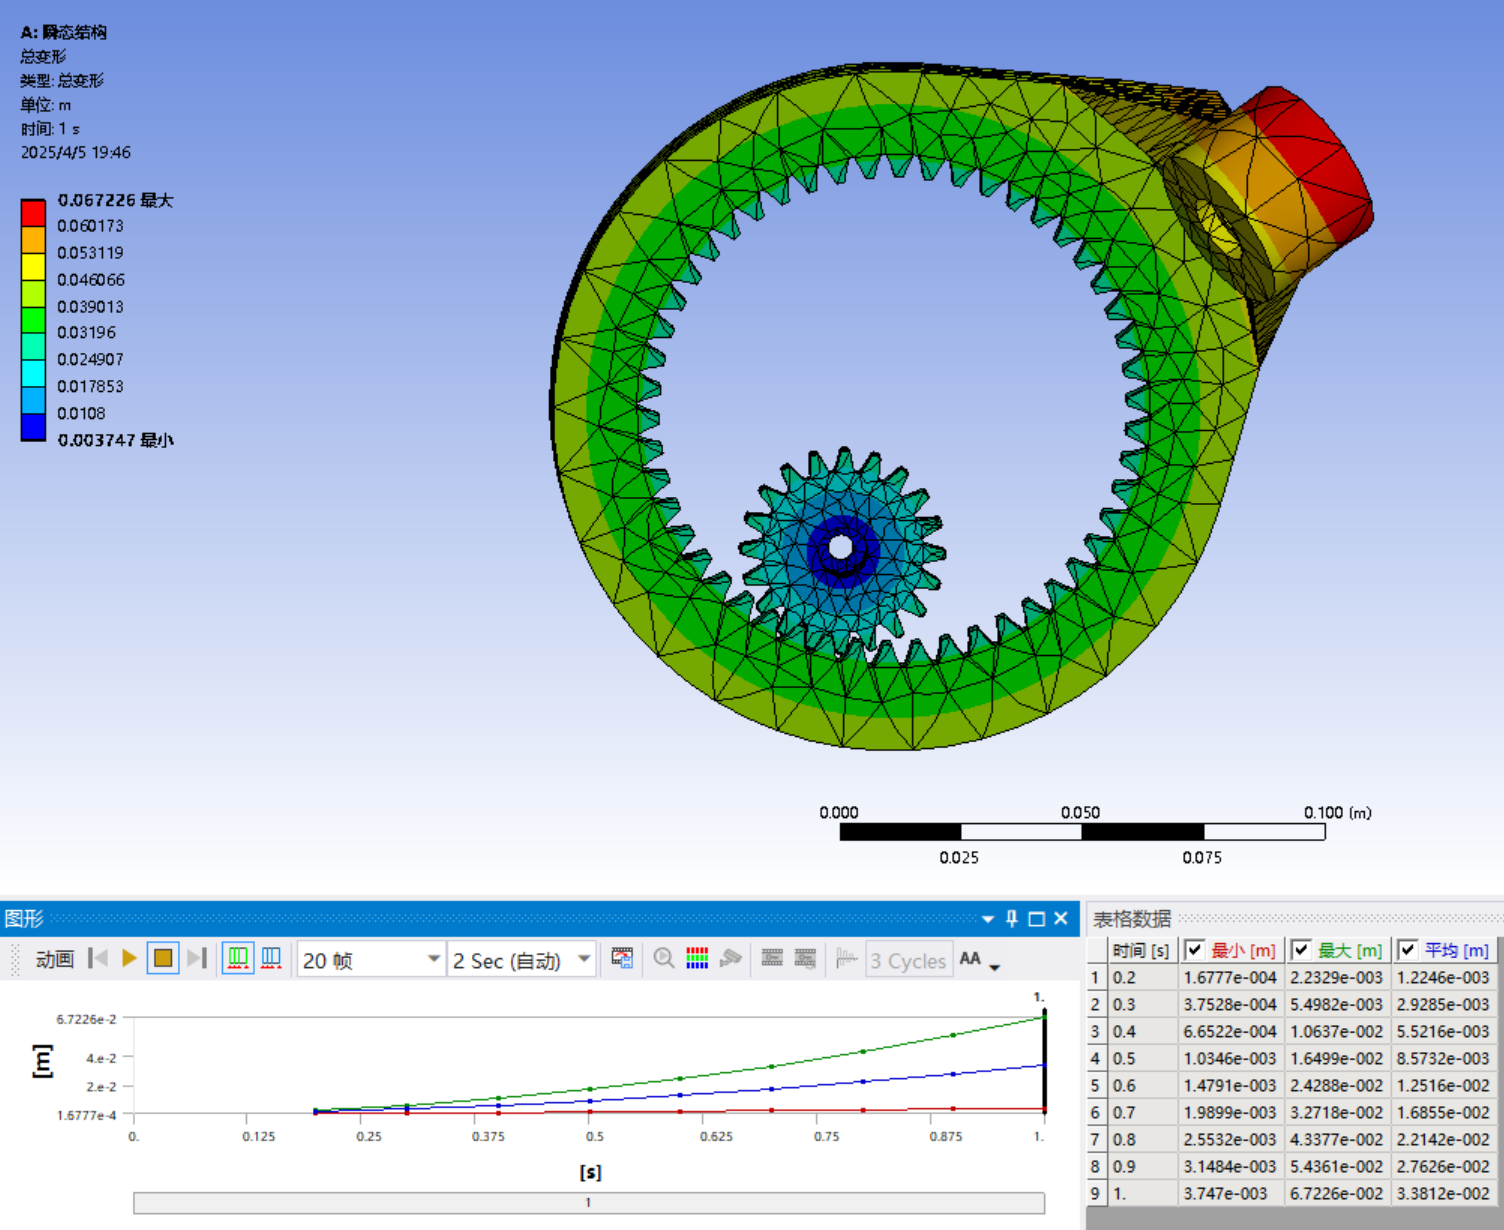 A: 瞬态结构
总变形
类型: 总变形
单位: m
时间: 1 s
2025/4/5 19:46
0.067226 最大
0.060173
0.053119
0.046066
0.039013
0.03196
0.024907
0.017853
0.0108
0.003747 最小
0.000 0.050 0.100 (m)
0.025 0.075
图形
动画 20 帧 2 Sec (自动) 3 Cycles AA
1.
6.7226e-2
4.e-2
2.e-2
1.6777e-4
[m]
0. 0.125 0.25 0.375 0.5 0.625 0.75 0.875 1.
[s]
1
表格数据
时间 [s] 最小 [m] 最大 [m] 平均 [m]
1 0.2 1.6777e-004 2.2329e-003 1.2246e-003
2 0.3 3.7528e-004 5.4982e-003 2.9285e-003
3 0.4 6.6522e-004 1.0637e-002 5.5216e-003
4 0.5 1.0346e-003 1.6499e-002 8.5732e-003
5 0.6 1.4791e-003 2.4288e-002 1.2516e-002
6 0.7 1.9899e-003 3.2718e-002 1.6855e-002
7 0.8 2.5532e-003 4.3377e-002 2.2142e-002
8 0.9 3.1484e-003 5.4361e-002 2.7626e-002
9 1. 3.747e-003 6.7226e-002 3.3812e-002